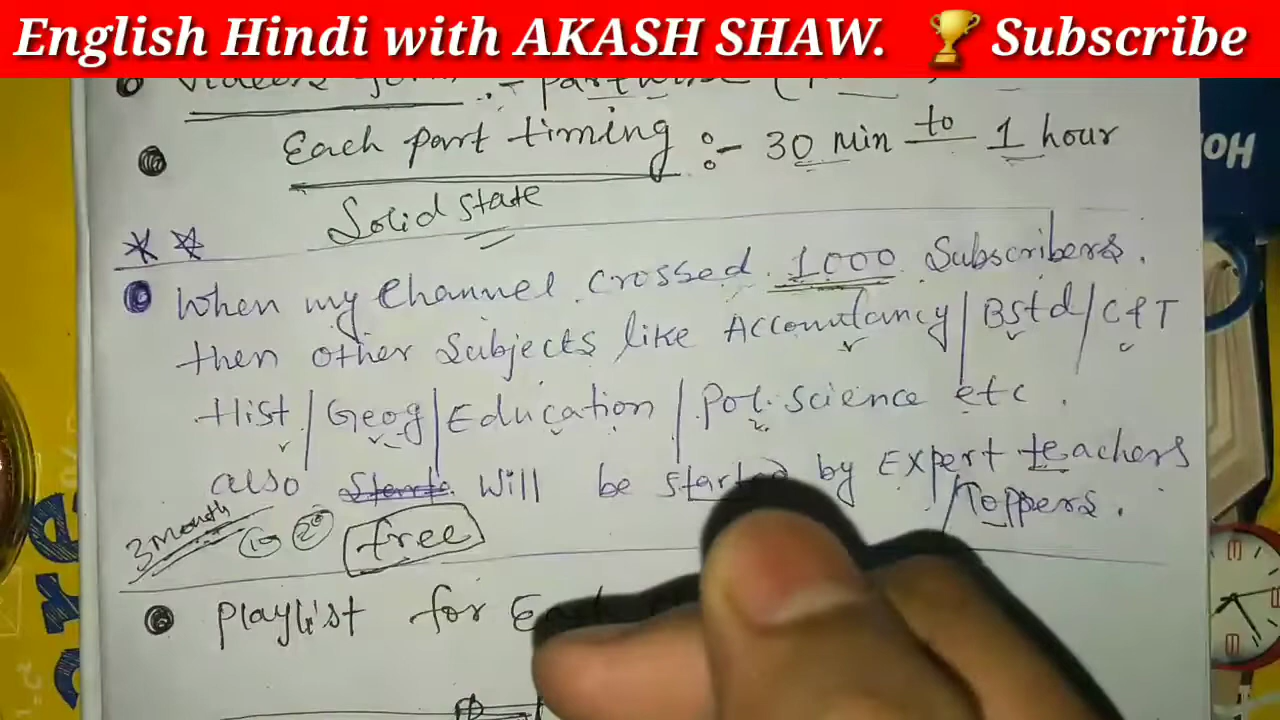 English Hindi with AKASH SHAW. 🏆 Subscribe
Each part timing :- 30 min to 1 hour
Solid state
When my channel crossed 1000 Subscribers.
then other Subjects like Accountancy / BStd / C&T
Hist / Geog / Education / Pol. Science etc.
also will be started by Expert teachers
/Toppers.
3 month
free
Playlist for